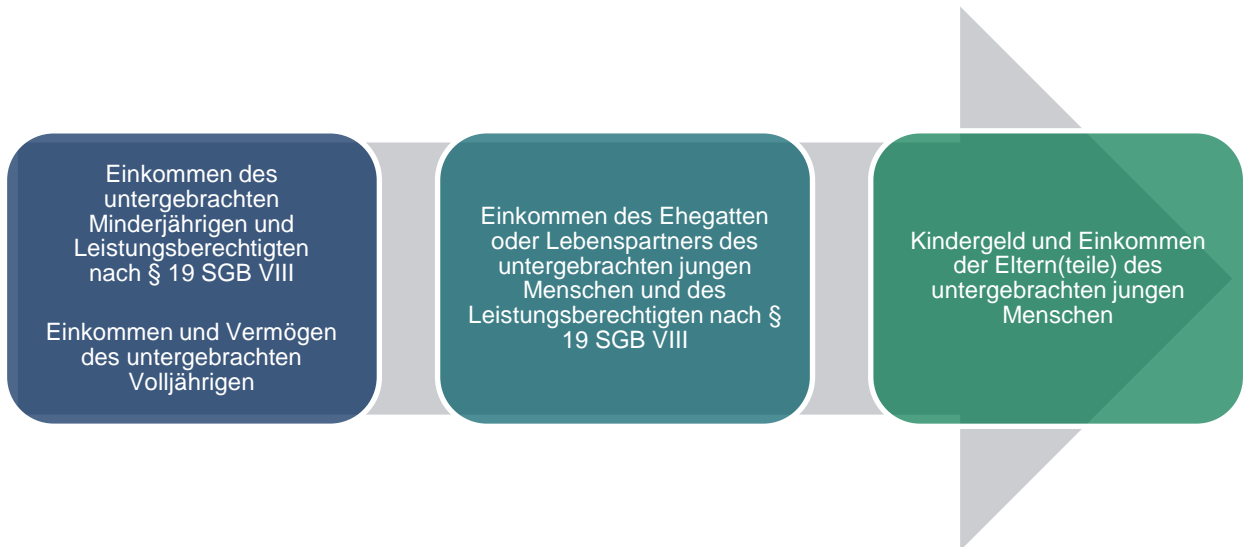 Einkommen des
untergebrachten
Minderjährigen und
Leistungsberechtigten
nach § 19 SGB VIII
Einkommen und Vermögen
des untergebrachten
Volljährigen
Einkommen des Ehegatten
oder Lebenspartners des
untergebrachten jungen
Menschen und des
Leistungsberechtigten nach §
19 SGB VIII
Kindergeld und Einkommen
der Eltern(teile) des
untergebrachten jungen
Menschen